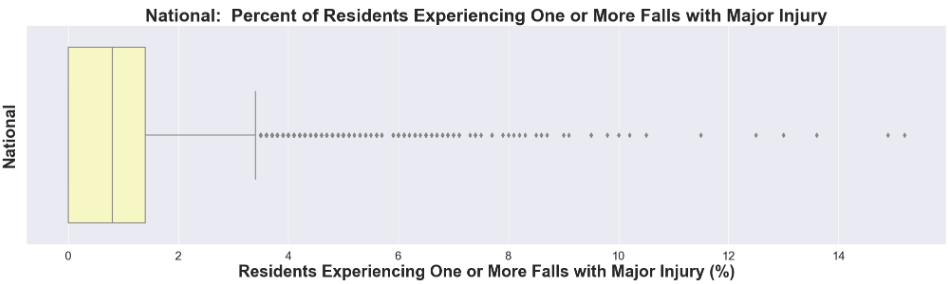 National:  Percent of Residents Experiencing One or More Falls with Major Injury
National
0 2 4 6 8 10 12 14
Residents Experiencing One or More Falls with Major Injury (%)